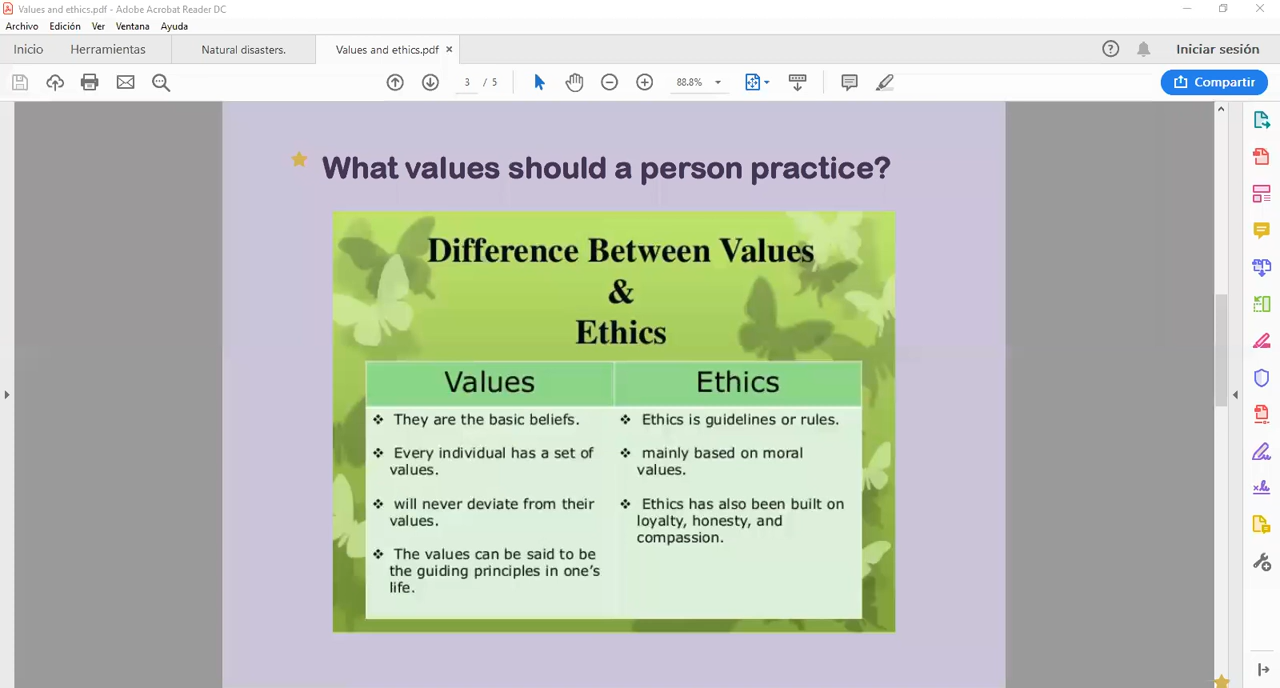 Values and ethics.pdf - Adobe Acrobat Reader DC
Archivo Edición Ver Ventana Ayuda
Inicio Herramientas Natural disasters. Values and ethics.pdf × Iniciar sesión
3 / 5 88.8% Compartir
What values should a person practice?
Difference Between Values
&
Ethics
Values Ethics
❖ They are the basic beliefs.
❖ Every individual has a set of
values.
❖ will never deviate from their
values.
❖ The values can be said to be
the guiding principles in one's
life.
❖ Ethics is guidelines or rules.
❖ mainly based on moral
values.
❖ Ethics has also been built on
loyalty, honesty, and
compassion.